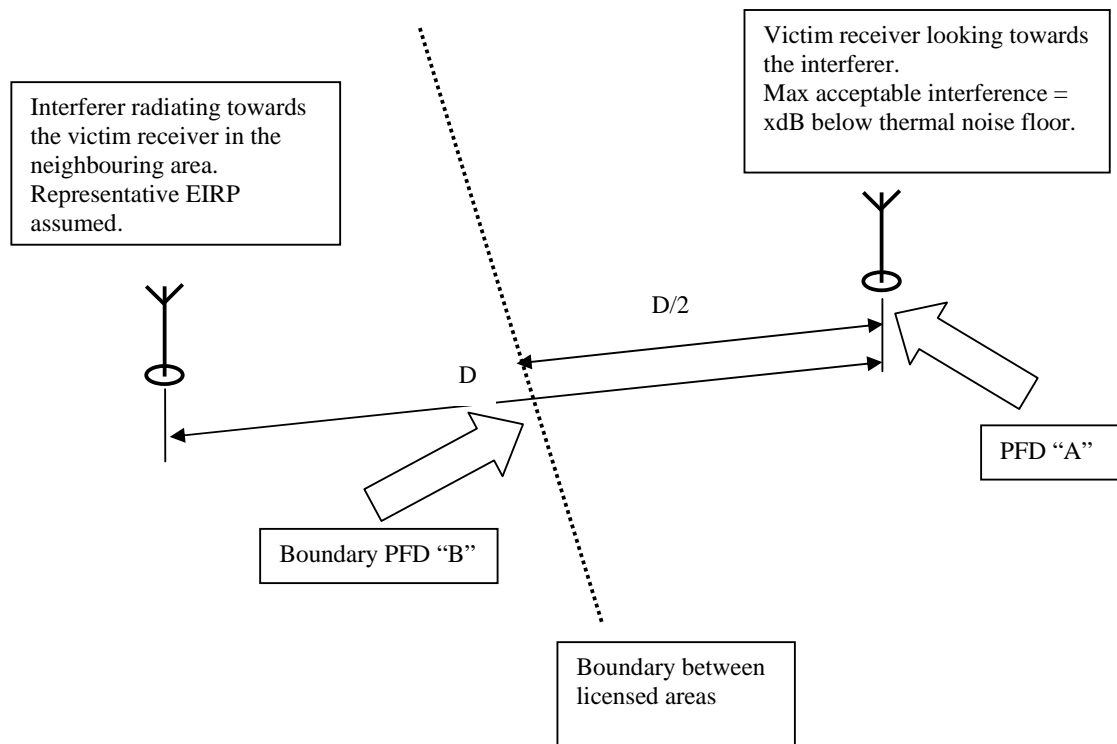 Interferer radiating towards
the victim receiver in the
neighbouring area.
Representative EIRP
assumed.
Victim receiver looking towards
the interferer.
Max acceptable interference =
xdB below thermal noise floor.
D/2
D
PFD “A”
Boundary PFD “B”
Boundary between
licensed areas